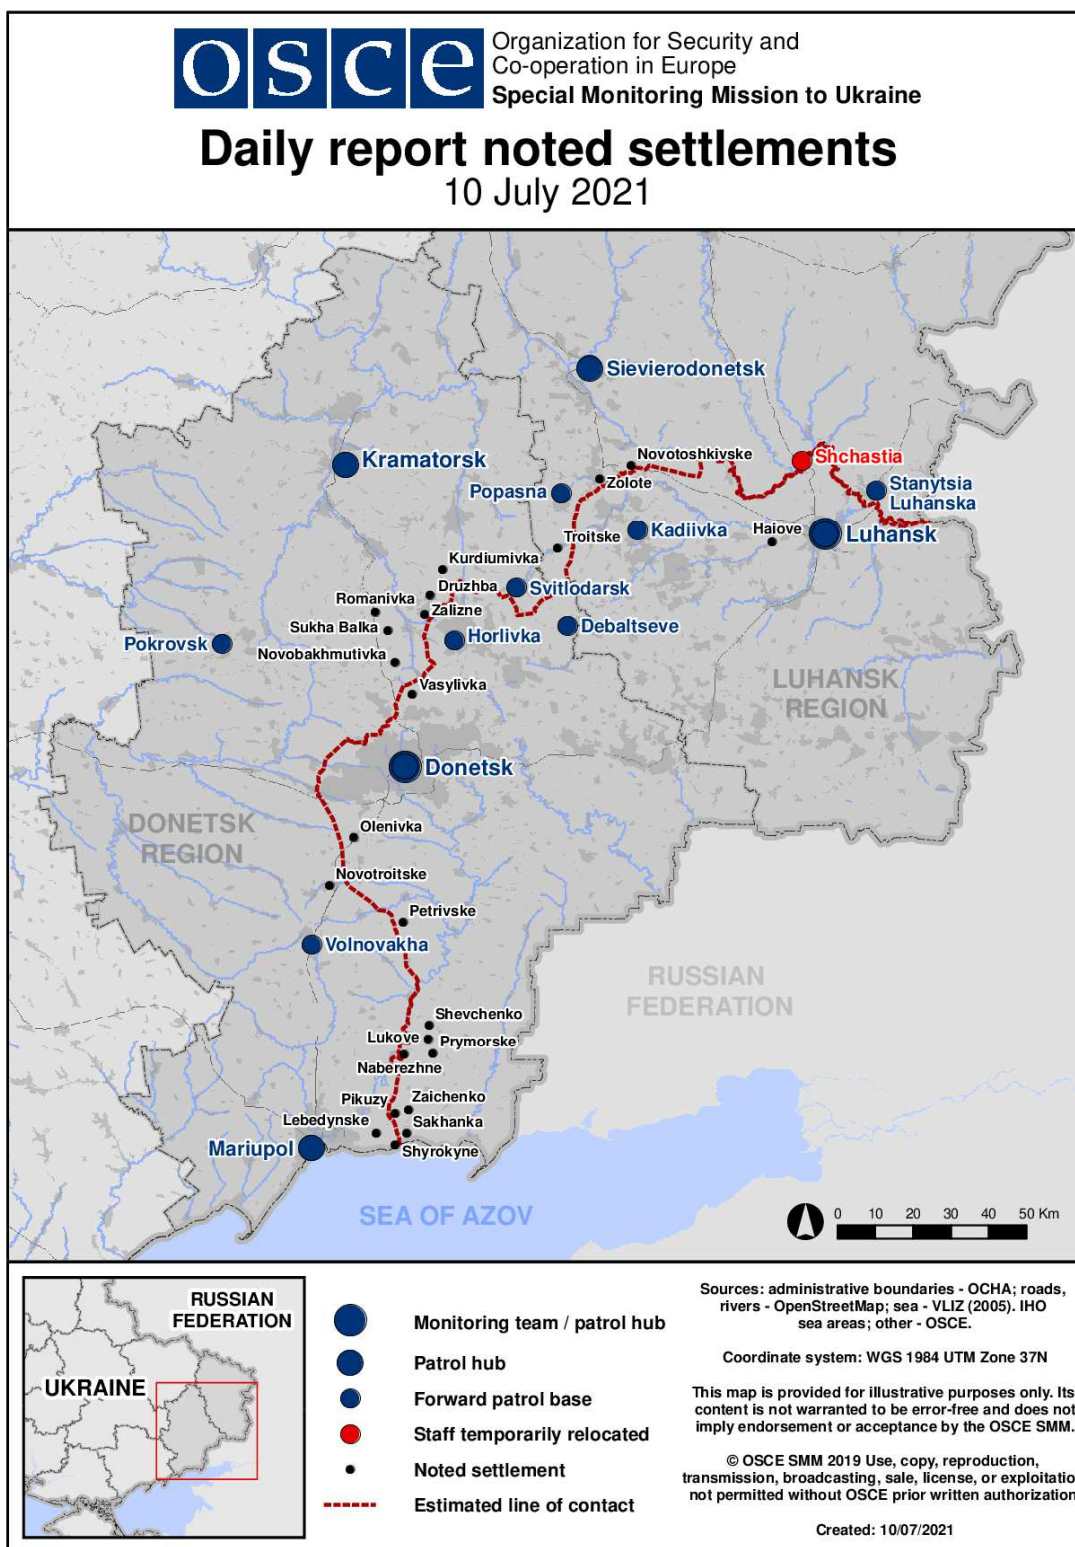 osce
Organization for Security and
Co-operation in Europe
Special Monitoring Mission to Ukraine
Daily report noted settlements
10 July 2021
Sievierodonetsk
Kramatorsk
Novotoshkivske
Shchastia
Popasna
Zolote
Stanytsia
Luhanska
Kadiivka
Haiove
Luhansk
Troitske
Kurdiumivka
Druzhba
Svitlodarsk
Romanivka
Zalizne
Sukha Balka
Horlivka
Debaltseve
Pokrovsk
Novobakhmutivka
Vasylivka
LUHANSK
REGION
Donetsk
DONETSK
REGION
Olenivka
Novotroitske
Petrivske
Volnovakha
RUSSIAN
FEDERATION
Shevchenko
Lukove
Prymorske
Naberezhne
Pikuzy
Zaichenko
Lebedynske
Sakhanka
Mariupol
Shyrokyne
SEA OF AZOV
0 10 20 30 40 50 Km
RUSSIAN
FEDERATION
UKRAINE
Monitoring team / patrol hub
Patrol hub
Forward patrol base
Staff temporarily relocated
Noted settlement
Estimated line of contact
Sources: administrative boundaries - OCHA; roads,
rivers - OpenStreetMap; sea - VLIZ (2005). IHO
sea areas; other - OSCE.
Coordinate system: WGS 1984 UTM Zone 37N
This map is provided for illustrative purposes only. Its
content is not warranted to be error-free and does not
imply endorsement or acceptance by the OSCE SMM.
© OSCE SMM 2019 Use, copy, reproduction,
transmission, broadcasting, sale, license, or exploitatio
not permitted without OSCE prior written authorization
Created: 10/07/2021